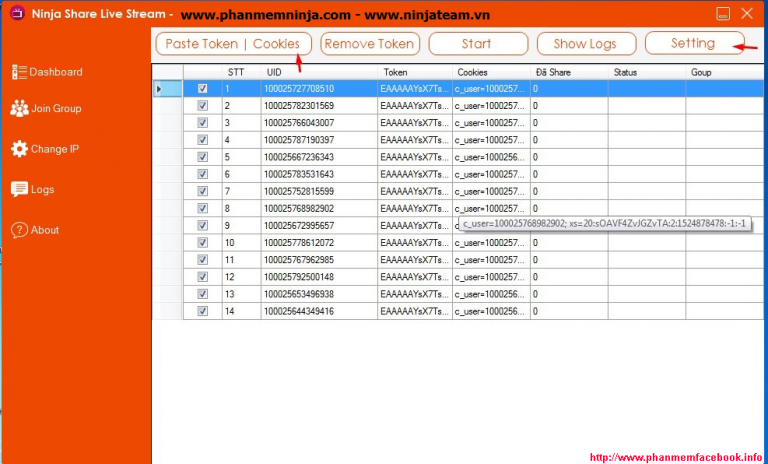 Ninja Share Live Stream - www.phanmemninja.com - www.ninjateam.vn
Paste Token | Cookies Remove Token Start Show Logs Setting
Dashboard
Join Group
Change IP
Logs
About
STT UID Token Cookies Đã Share Status Goup
1 100025727708510 EAAAAAYsX7Ts... c_user=1000257... 0
2 100025782301569 EAAAAAYsX7Ts... c_user=1000257... 0
3 100025766043007 EAAAAAYsX7Ts... c_user=1000257... 0
4 100025787190397 EAAAAAYsX7Ts... c_user=1000257... 0
5 100025667236343 EAAAAAYsX7Ts... c_user=1000256... 0
6 100025783531643 EAAAAAYsX7Ts... c_user=1000257... 0
7 100025752815599 EAAAAAYsX7Ts... c_user=1000257... 0
8 100025768982902 EAAAAAYsX7Ts... c_user=1000257... 0
9 100025672995657 EAAAAAYsX7Ts... c_user=100025768982902; xs=20:sOAVF4ZvJGZvTA:2:1524878478:-1:-1
10 100025778612072 EAAAAAYsX7Ts... c_user=1000257... 0
11 100025767962985 EAAAAAYsX7Ts... c_user=1000257... 0
12 100025792500148 EAAAAAYsX7Ts... c_user=1000257... 0
13 100025653496938 EAAAAAYsX7Ts... c_user=1000256... 0
14 100025644349416 EAAAAAYsX7Ts... c_user=1000256... 0
http://www.phanmemfacebook.info